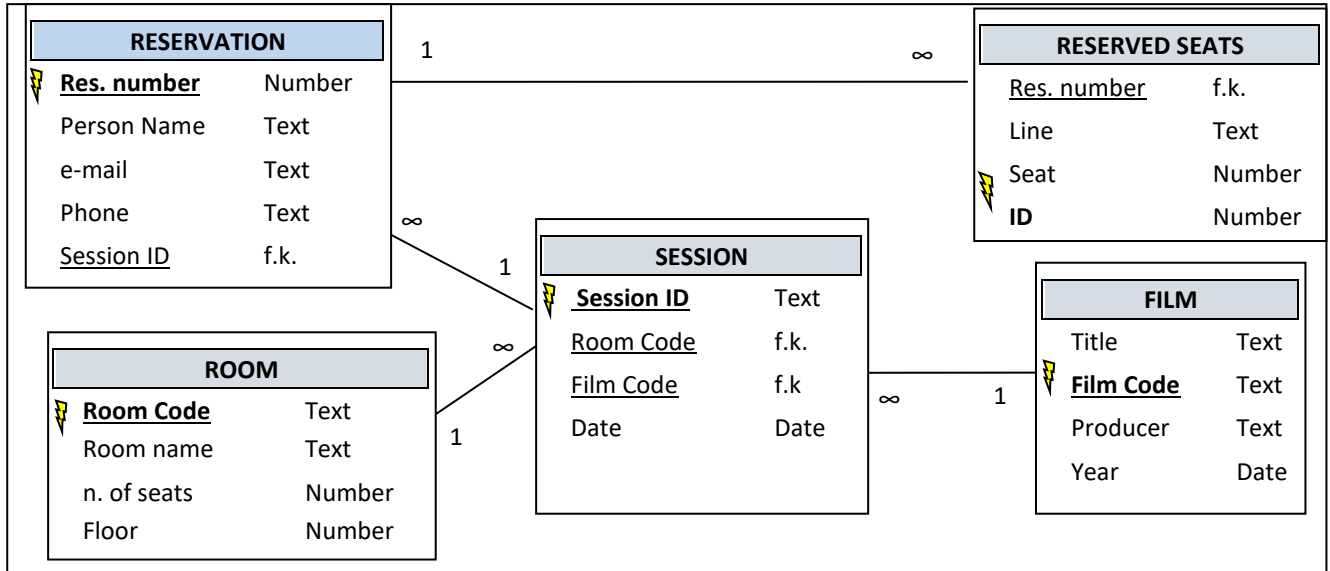 RESERVATION
Res. number Number
Person Name Text
e-mail Text
Phone Text
Session ID f.k.
1 ∞
RESERVED SEATS
Res. number f.k.
Line Text
Seat Number
ID Number
∞ 1
SESSION
Session ID Text
Room Code f.k.
Film Code f.k
Date Date
ROOM
Room Code Text
Room name Text
n. of seats Number
Floor Number
∞
1
FILM
Title Text
Film Code Text
Producer Text
Year Date
∞ 1